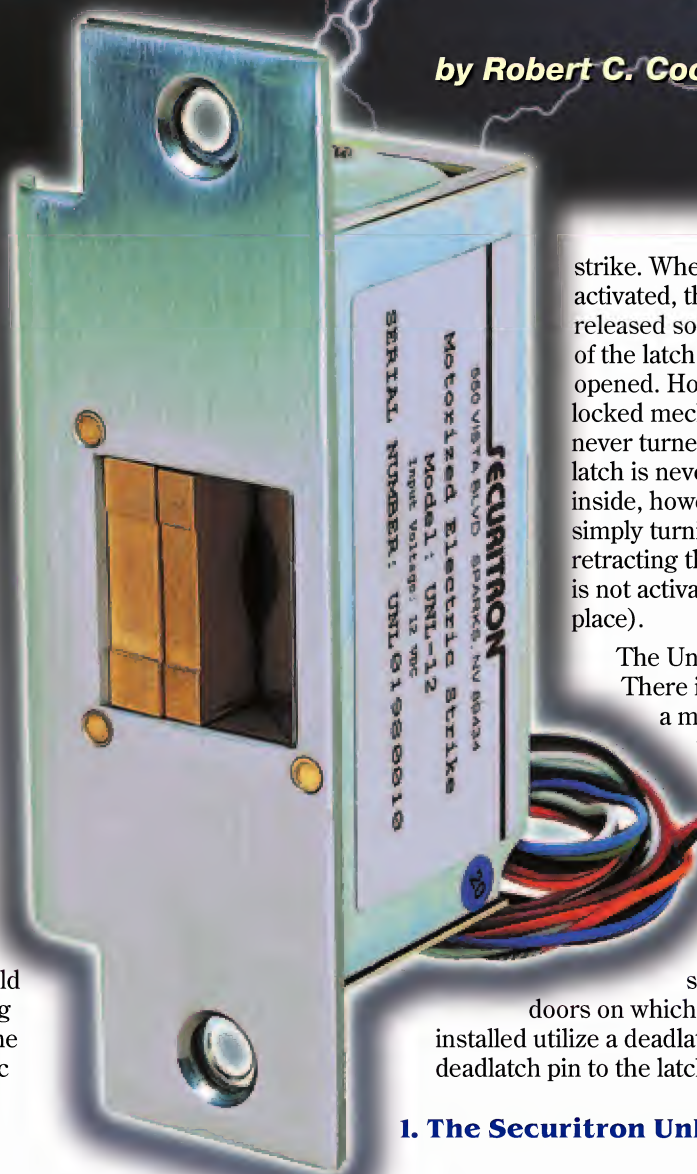 by Robert C. Coo
strike. Whe
activated, th
released so
of the latch
opened. Ho
locked mech
never turne
latch is neve
inside, howe
simply turni
retracting th
is not activa
place).
The Un
There i
a m
SECURITRON
550 VISTA BLVD SPARKS, NV 89434
Motorized Electric Strike
Model: UNL-12
Input Voltage: 12 VDC
SERIAL NUMBER:
20
ld
g
ne
c
s
doors on which
installed utilize a deadla
deadlatch pin to the latch
1. The Securitron Unl